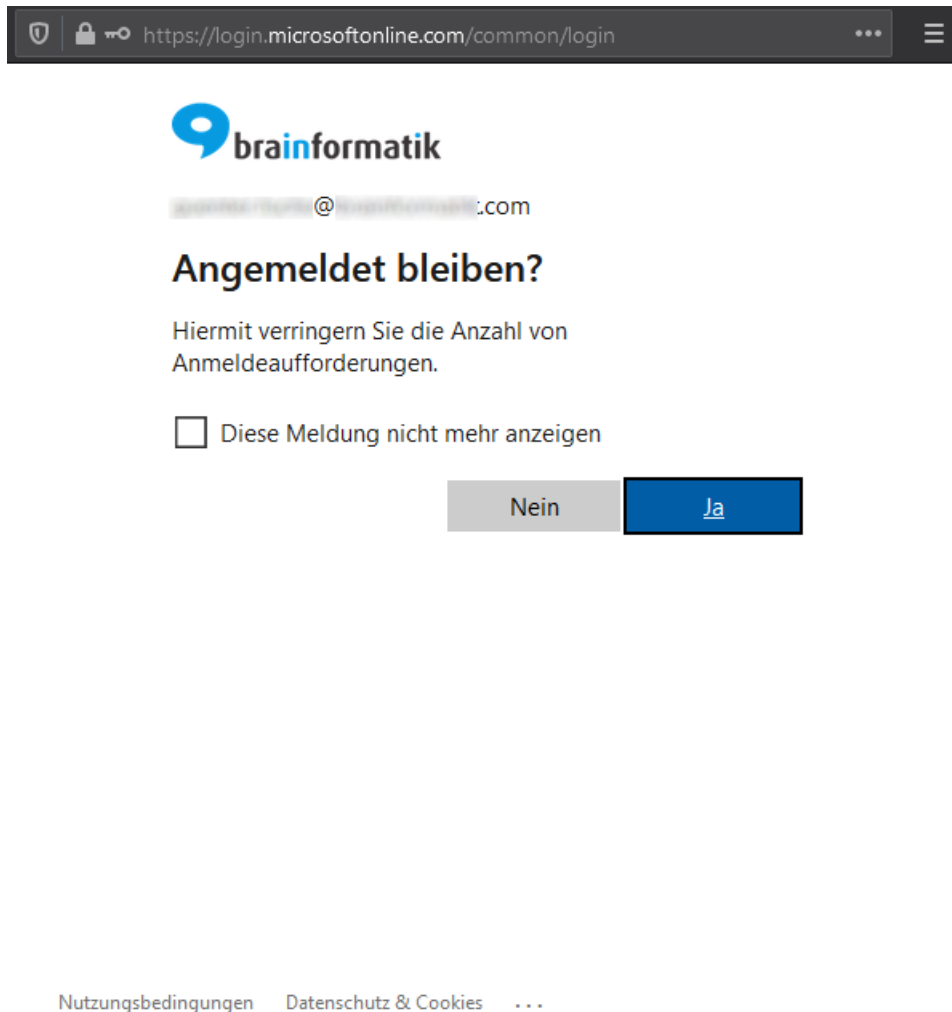 https://login.microsoftonline.com/common/login
brainformatik
@ .com
Angemeldet bleiben?
Hiermit verringern Sie die Anzahl von
Anmeldeaufforderungen.
Diese Meldung nicht mehr anzeigen
Nein Ja
Nutzungsbedingungen Datenschutz & Cookies ...